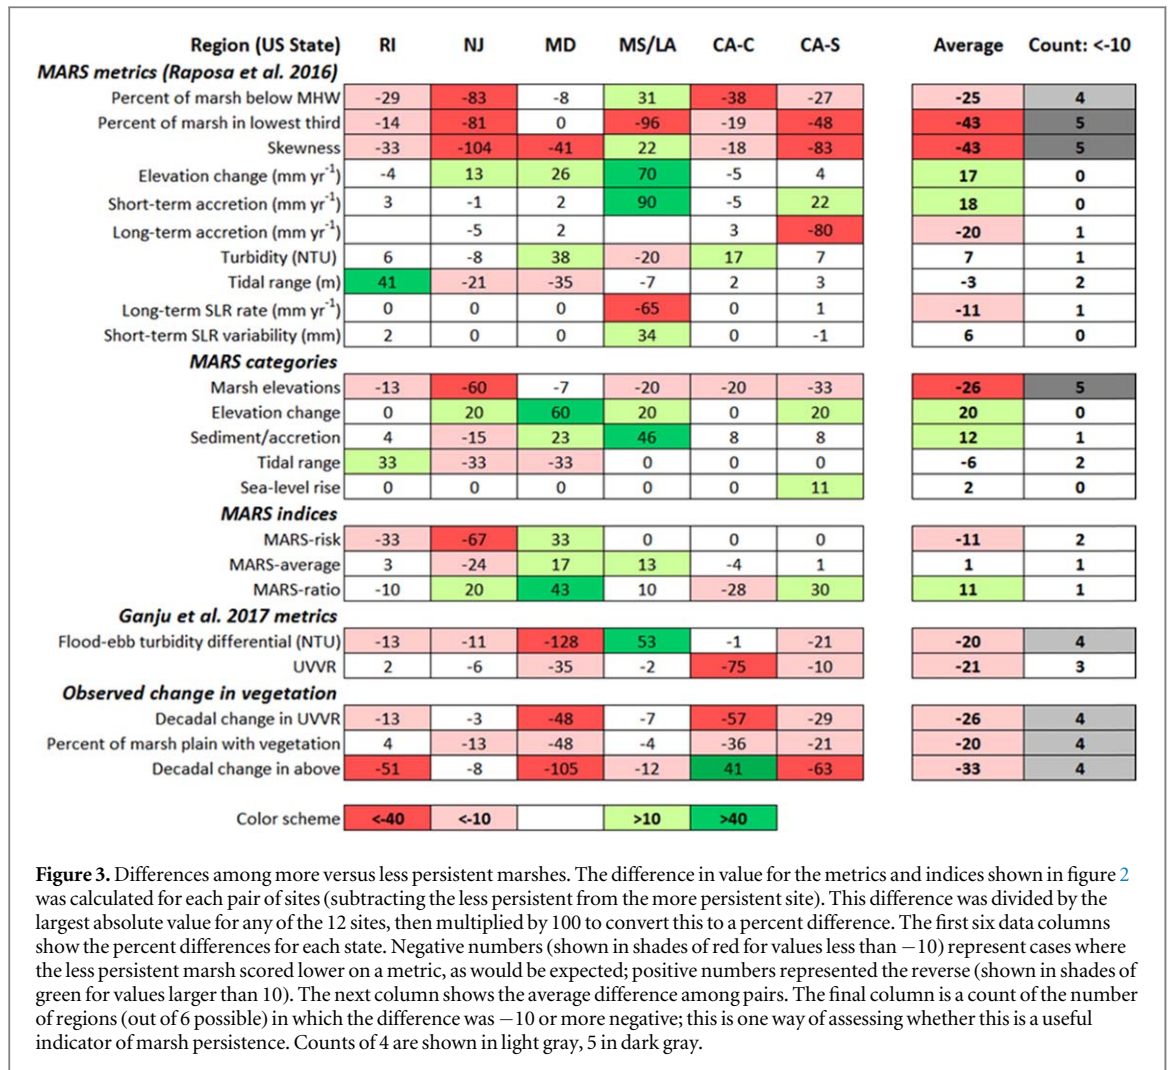 Region (US State) RI NJ MD MS/LA CA-C CA-S Average Count: <-10
MARS metrics (Raposa et al. 2016)
Percent of marsh below MHW -29 -83 -8 31 -38 -27 -25 4
Percent of marsh in lowest third -14 -81 0 -96 -19 -48 -43 5
Skewness -33 -104 -41 22 -18 -83 -43 5
Elevation change (mm yr⁻¹) -4 13 26 70 -5 4 17 0
Short-term accretion (mm yr⁻¹) 3 -1 2 90 -5 22 18 0
Long-term accretion (mm yr⁻¹) -5 2 3 -80 -20 1
Turbidity (NTU) 6 -8 38 -20 17 7 7 1
Tidal range (m) 41 -21 -35 -7 2 3 -3 2
Long-term SLR rate (mm yr⁻¹) 0 0 0 -65 0 1 -11 1
Short-term SLR variability (mm) 2 0 0 34 0 -1 6 0
MARS categories
Marsh elevations -13 -60 -7 -20 -20 -33 -26 5
Elevation change 0 20 60 20 0 20 20 0
Sediment/accretion 4 -15 23 46 8 8 12 1
Tidal range 33 -33 -33 0 0 0 -6 2
Sea-level rise 0 0 0 0 0 11 2 0
MARS indices
MARS-risk -33 -67 33 0 0 0 -11 2
MARS-average 3 -24 17 13 -4 1 1 1
MARS-ratio -10 20 43 10 -28 30 11 1
Ganju et al. 2017 metrics
Flood-ebb turbidity differential (NTU) -13 -11 -128 53 -1 -21 -20 4
UVVR 2 -6 -35 -2 -75 -10 -21 3
Observed change in vegetation
Decadal change in UVVR -13 -3 -48 -7 -57 -29 -26 4
Percent of marsh plain with vegetation 4 -13 -48 -4 -36 -21 -20 4
Decadal change in above -51 -8 -105 -12 41 -63 -33 4
Color scheme <-40 <-10 >10 >40
Figure 3. Differences among more versus less persistent marshes. The difference in value for the metrics and indices shown in figure 2
was calculated for each pair of sites (subtracting the less persistent from the more persistent site). This difference was divided by the
largest absolute value for any of the 12 sites, then multiplied by 100 to convert this to a percent difference. The first six data columns
show the percent differences for each state. Negative numbers (shown in shades of red for values less than −10) represent cases where
the less persistent marsh scored lower on a metric, as would be expected; positive numbers represented the reverse (shown in shades of
green for values larger than 10). The next column shows the average difference among pairs. The final column is a count of the number
of regions (out of 6 possible) in which the difference was −10 or more negative; this is one way of assessing whether this is a useful
indicator of marsh persistence. Counts of 4 are shown in light gray, 5 in dark gray.